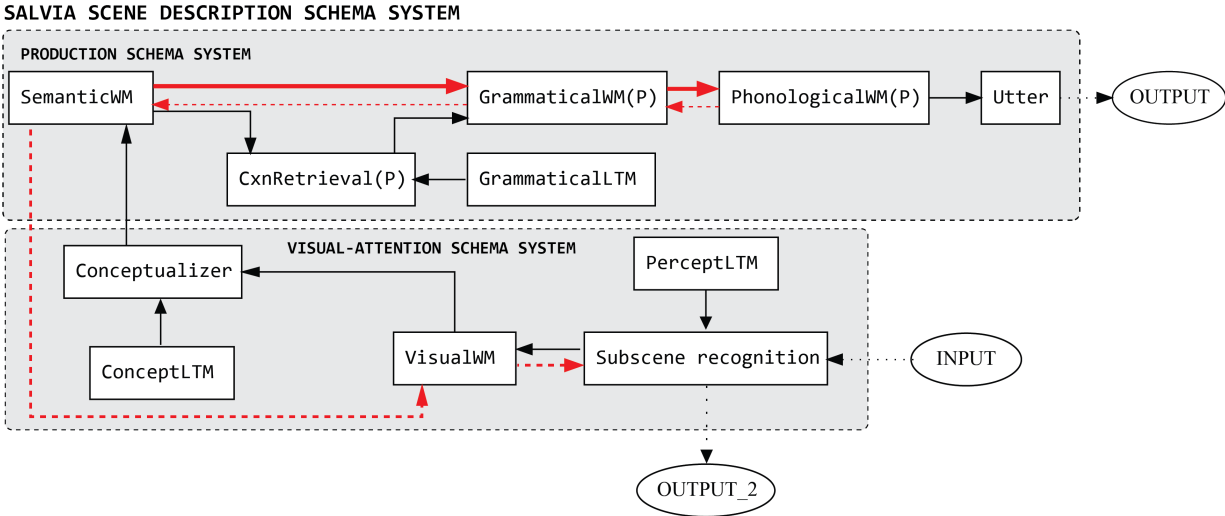 SALVIA SCENE DESCRIPTION SCHEMA SYSTEM
PRODUCTION SCHEMA SYSTEM
SemanticWM
GrammaticalWM(P)
PhonologicalWM(P)
Utter
OUTPUT
CxnRetrieval(P)
GrammaticalLTM
VISUAL-ATTENTION SCHEMA SYSTEM
Conceptualizer
PerceptLTM
ConceptLTM
VisualWM
Subscene recognition
INPUT
OUTPUT_2